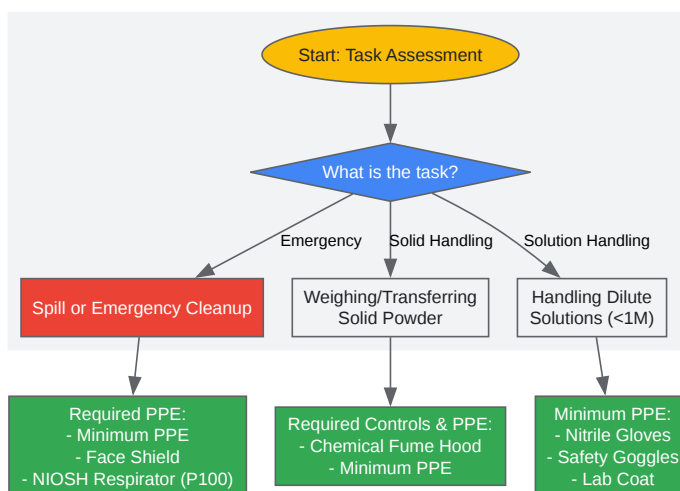 Start: Task Assessment
What is the task?
Emergency
Solid Handling
Solution Handling
Spill or Emergency Cleanup
Weighing/Transferring
Solid Powder
Handling Dilute
Solutions (<1M)
Required PPE:
- Minimum PPE
- Face Shield
- NIOSH Respirator (P100)
Required Controls & PPE:
- Chemical Fume Hood
- Minimum PPE
Minimum PPE:
- Nitrile Gloves
- Safety Goggles
- Lab Coat